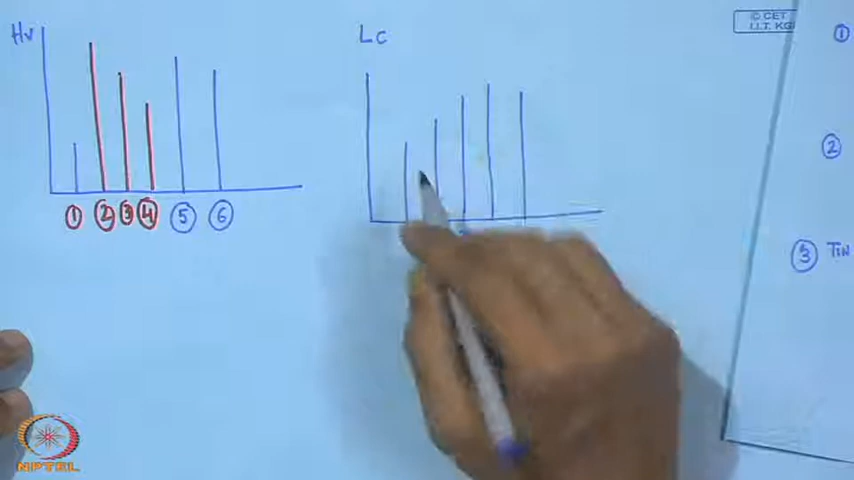 Hv
① ② ③ ④ ⑤ ⑥
Lc
© CET
I.I.T. KGP
①
②
③ TiN
NPTEL